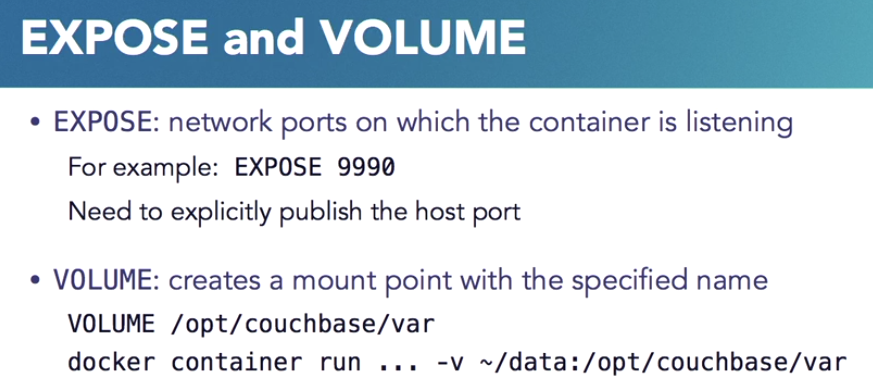 EXPOSE and VOLUME
• EXPOSE: network ports on which the container is listening
For example: EXPOSE 9990
Need to explicitly publish the host port
• VOLUME: creates a mount point with the specified name
VOLUME /opt/couchbase/var
docker container run ... -v ~/data:/opt/couchbase/var